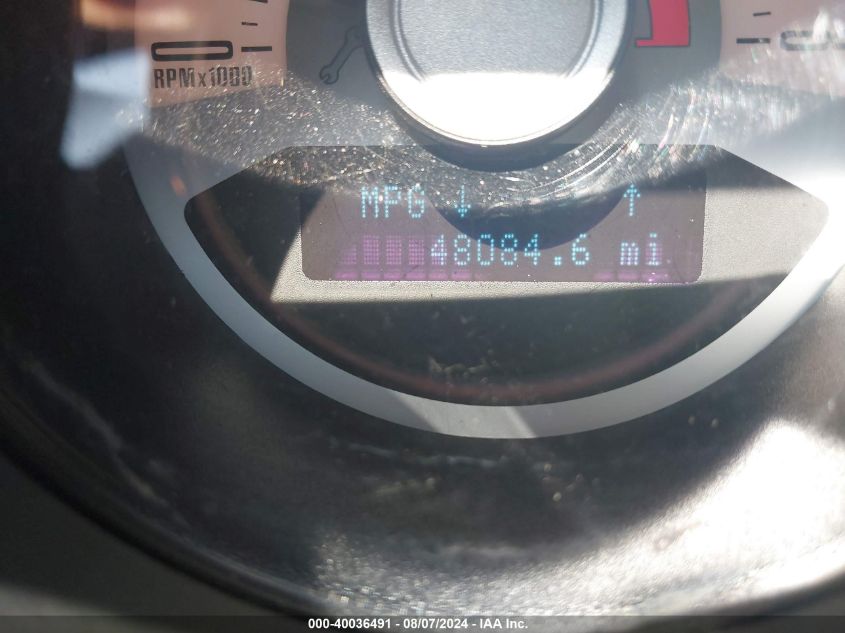 RPMx1000
0
MPG ↓ ↑
48084.6 mi
000-40036491 - 08/07/2024 - IAA Inc.